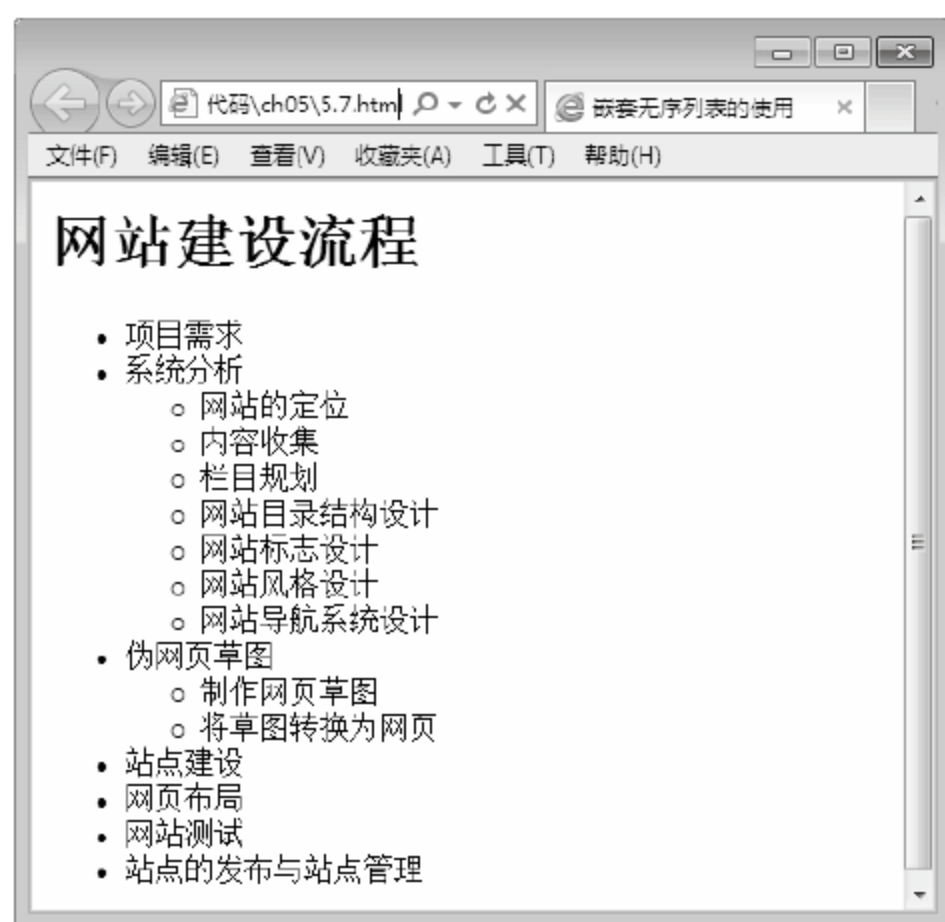 代码\ch05\5.7.html
嵌套无序列表的使用
文件(F) 编辑(E) 查看(V) 收藏夹(A) 工具(T) 帮助(H)
网站建设流程
• 项目需求
• 系统分析
○ 网站的定位
○ 内容收集
○ 栏目规划
○ 网站目录结构设计
○ 网站标志设计
○ 网站风格设计
○ 网站导航系统设计
• 伪网页草图
○ 制作网页草图
○ 将草图转换为网页
• 站点建设
• 网页布局
• 网站测试
• 站点的发布与站点管理